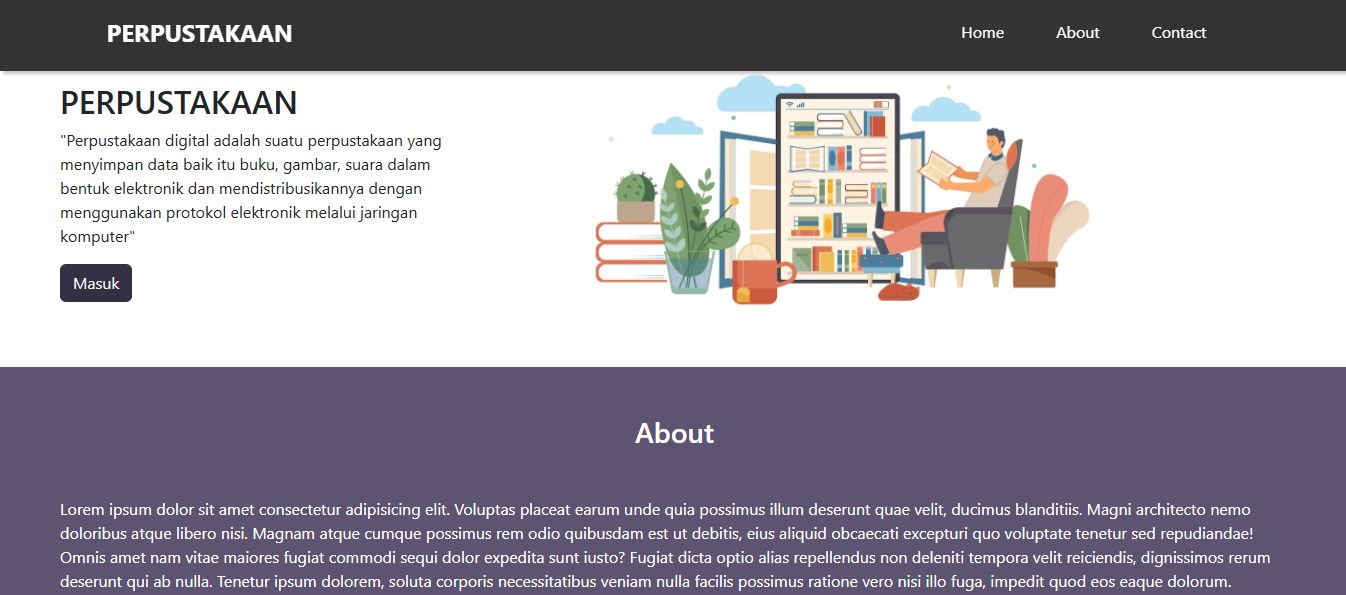 PERPUSTAKAAN
Home
About
Contact
PERPUSTAKAAN
"Perpustakaan digital adalah suatu perpustakaan yang
menyimpan data baik itu buku, gambar, suara dalam
bentuk elektronik dan mendistribusikannya dengan
menggunakan protokol elektronik melalui jaringan
komputer"
Masuk
About
Lorem ipsum dolor sit amet consectetur adipisicing elit. Voluptas placeat earum unde quia possimus illum deserunt quae velit, ducimus blanditiis. Magni architecto nemo
doloribus atque libero nisi. Magnam atque cumque possimus rem odio quibusdam est ut debitis, eius aliquid obcaecati excepturi quo voluptate tenetur sed repudiandae!
Omnis amet nam vitae maiores fugiat commodi sequi dolor expedita sunt iusto? Fugiat dicta optio alias repellendus non deleniti tempora velit reiciendis, dignissimos rerum
deserunt qui ab nulla. Tenetur ipsum dolorem, soluta corporis necessitatibus veniam nulla facilis possimus ratione vero nisi illo fuga, impedit quod eos eaque dolorum.